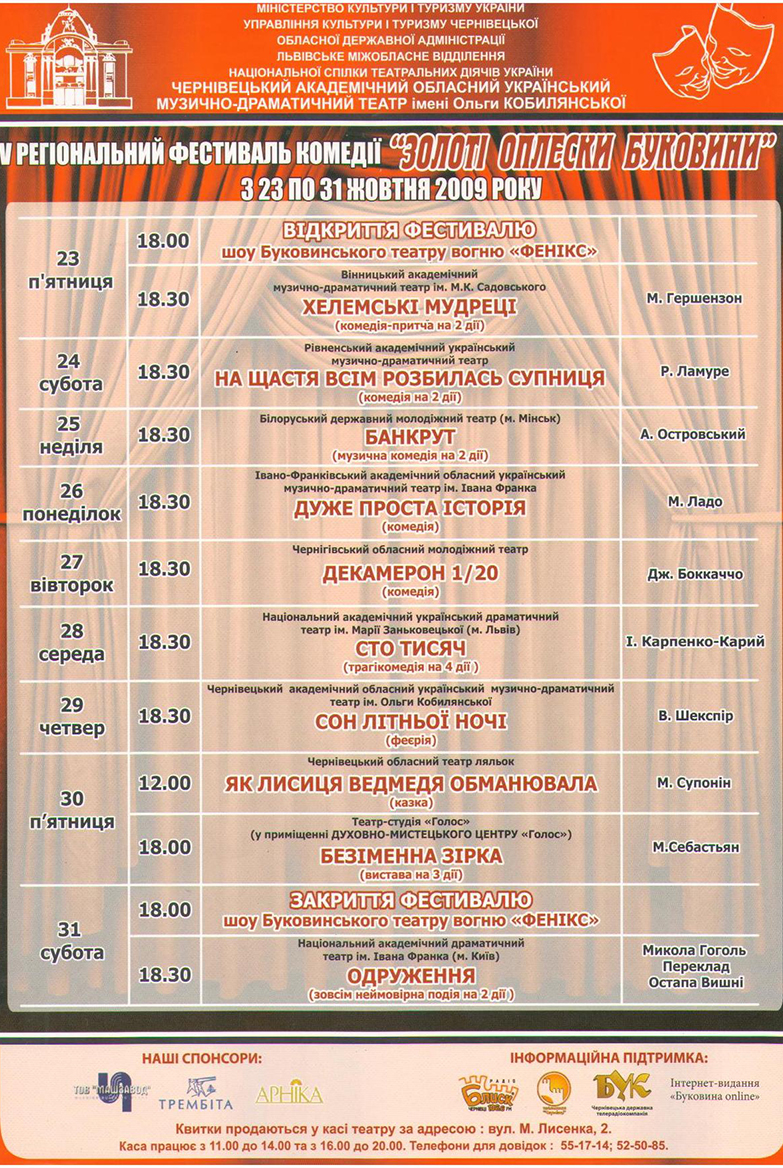 МІНІСТЕРСТВО КУЛЬТУРИ І ТУРИЗМУ УКРАЇНИ
УПРАВЛІННЯ КУЛЬТУРИ І ТУРИЗМУ ЧЕРНІВЕЦЬКОЇ
ОБЛАСНОЇ ДЕРЖАВНОЇ АДМІНІСТРАЦІЇ
ЛЬВІВСЬКЕ МІЖОБЛАСНЕ ВІДДІЛЕННЯ
НАЦІОНАЛЬНОЇ СПІЛКИ ТЕАТРАЛЬНИХ ДІЯЧІВ УКРАЇНИ
ЧЕРНІВЕЦЬКИЙ АКАДЕМІЧНИЙ ОБЛАСНИЙ УКРАЇНСЬКИЙ
МУЗИЧНО-ДРАМАТИЧНИЙ ТЕАТР імені Ольги КОБИЛЯНСЬКОЇ
V РЕГІОНАЛЬНИЙ ФЕСТИВАЛЬ КОМЕДІЇ "ЗОЛОТІ ОПЛЕСКИ БУКОВИНИ"
З 23 ПО 31 ЖОВТНЯ 2009 РОКУ
23
п'ятниця
18.00
ВІДКРИТТЯ ФЕСТИВАЛЮ
шоу Буковинського театру вогню «ФЕНІКС»
18.30
Вінницький академічний
музично-драматичний театр ім. М.К. Садовського
ХЕЛЕМСЬКІ МУДРЕЦІ
(комедія-притча на 2 дії)
М. Гершензон
24
субота
18.30
Рівненський академічний український
музично-драматичний театр
НА ЩАСТЯ ВСІМ РОЗБИЛАСЬ СУПНИЦЯ
(комедія на 2 дії)
Р. Ламуре
25
неділя
18.30
Білоруський державний молодіжний театр (м. Мінськ)
БАНКРУТ
(музична комедія на 2 дії)
А. Островський
26
понеділок
18.30
Івано-Франківський академічний обласний український
музично-драматичний театр ім. Івана Франка
ДУЖЕ ПРОСТА ІСТОРІЯ
(комедія)
М. Ладо
27
вівторок
18.30
Чернігівський обласний молодіжний театр
ДЕКАМЕРОН 1/20
(комедія)
Дж. Боккаччо
28
середа
18.30
Національний академічний український драматичний
театр ім. Марії Заньковецької (м. Львів)
СТО ТИСЯЧ
(трагікомедія на 4 дії )
І. Карпенко-Карий
29
четвер
18.30
Чернівецький академічний обласний український музично-драматичний
театр ім. Ольги Кобилянської
СОН ЛІТНЬОЇ НОЧІ
(феєрія)
В. Шекспір
30
п'ятниця
12.00
Чернівецький обласний театр ляльок
ЯК ЛИСИЦЯ ВЕДМЕДЯ ОБМАНЮВАЛА
(казка)
М. Супонін
18.00
Театр-студія «Голос»
(у приміщенні ДУХОВНО-МИСТЕЦЬКОГО ЦЕНТРУ «Голос»)
БЕЗІМЕННА ЗІРКА
(вистава на 3 дії)
М.Себастьян
31
субота
18.00
ЗАКРИТТЯ ФЕСТИВАЛЮ
шоу Буковинського театру вогню «ФЕНІКС»
18.30
Національний академічний драматичний
театр ім. Івана Франка (м. Київ)
ОДРУЖЕННЯ
(зовсім неймовірна подія на 2 дії )
Микола Гоголь
Переклад
Остапа Вишні
НАШІ СПОНСОРИ:
ІНФОРМАЦІЙНА ПІДТРИМКА:
ТОВ "МАШЗАВОД"
ТРЕМБІТА
АРНІКА
РАДІО
БЛИСК
БУК
Чернівецька державна
телерадіокомпанія
Інтернет-видання
«Буковина online»
Квитки продаються у касі театру за адресою : вул. М. Лисенка, 2.
Каса працює з 11.00 до 14.00 та з 16.00 до 20.00. Телефони для довідок : 55-17-14; 52-50-85.